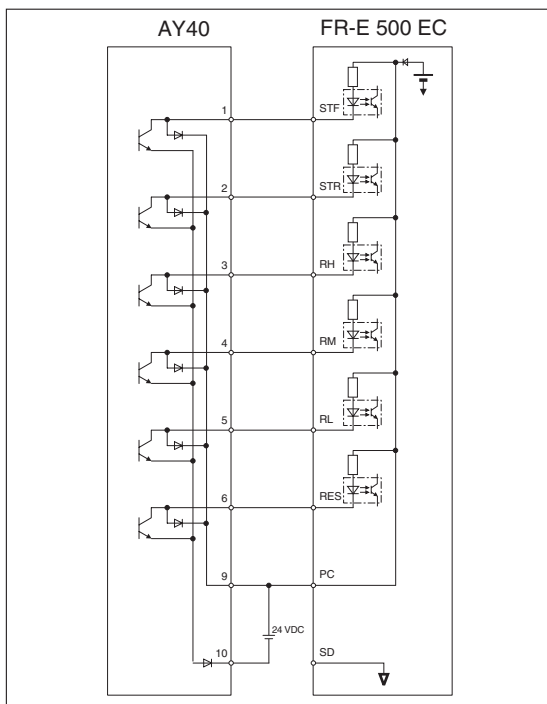 AY40 FR-E 500 EC
1 STF
2 STR
3 RH
4 RM
5 RL
6 RES
9 PC
24 VDC
10 SD